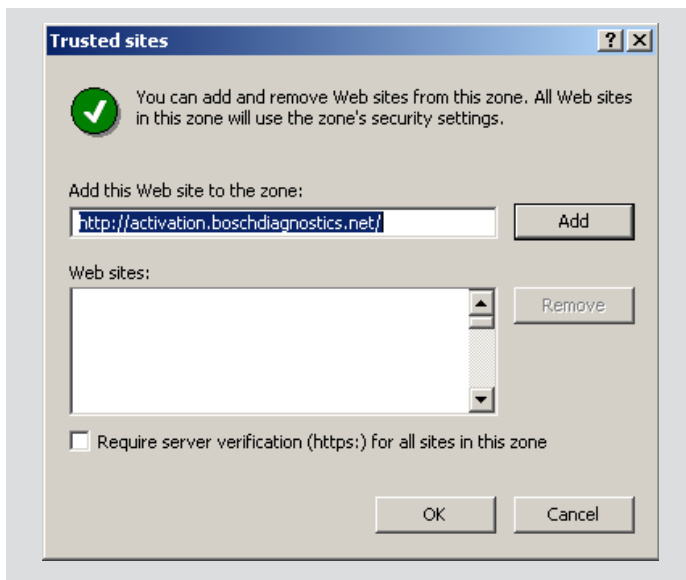 Trusted sites
You can add and remove Web sites from this zone. All Web sites
in this zone will use the zone's security settings.
Add this Web site to the zone:
http://activation.boschdiagnostics.net/
Add
Web sites:
Remove
Require server verification (https:) for all sites in this zone
OK
Cancel